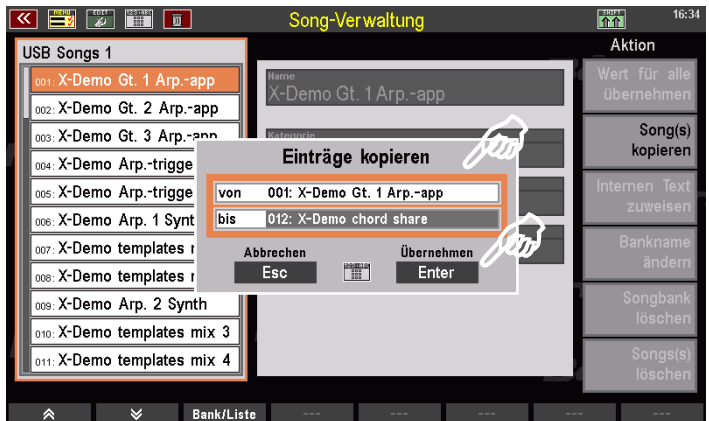 MENU
EDIT
123:ABC
Song-Verwaltung
SHIFT
16:34
USB Songs 1
001: X-Demo Gt. 1 Arp.-app
002: X-Demo Gt. 2 Arp.-app
003: X-Demo Gt. 3 Arp.-app
004: X-Demo Arp.-trigge
005: X-Demo Arp.-trigge
006: X-Demo Arp. 1 Synt
007: X-Demo templates r
008: X-Demo templates r
009: X-Demo Arp. 2 Synth
010: X-Demo templates mix 3
011: X-Demo templates mix 4
Name
X-Demo Gt. 1 Arp.-app
Kategorie
Einträge kopieren
von 001: X-Demo Gt. 1 Arp.-app
bis 012: X-Demo chord share
Abbrechen
Esc
123:ABC
Übernehmen
Enter
Aktion
Wert für alle
übernehmen
Song(s)
kopieren
Internen Text
zuweisen
Bankname
ändern
Songbank
löschen
Songs(s)
löschen
Bank/Liste
---
---
---
---
---